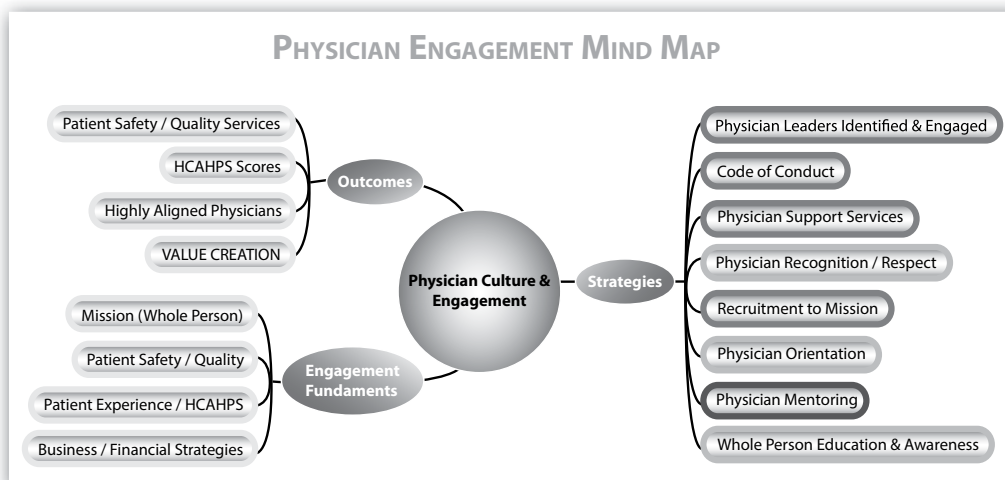 PHYSICIAN ENGAGEMENT MIND MAP
Patient Safety / Quality Services
HCAHPS Scores
Highly Aligned Physicians
VALUE CREATION
Outcomes
Mission (Whole Person)
Patient Safety / Quality
Patient Experience / HCAHPS
Business / Financial Strategies
Engagement
Fundaments
Physician Culture &
Engagement
Strategies
Physician Leaders Identified & Engaged
Code of Conduct
Physician Support Services
Physician Recognition / Respect
Recruitment to Mission
Physician Orientation
Physician Mentoring
Whole Person Education & Awareness